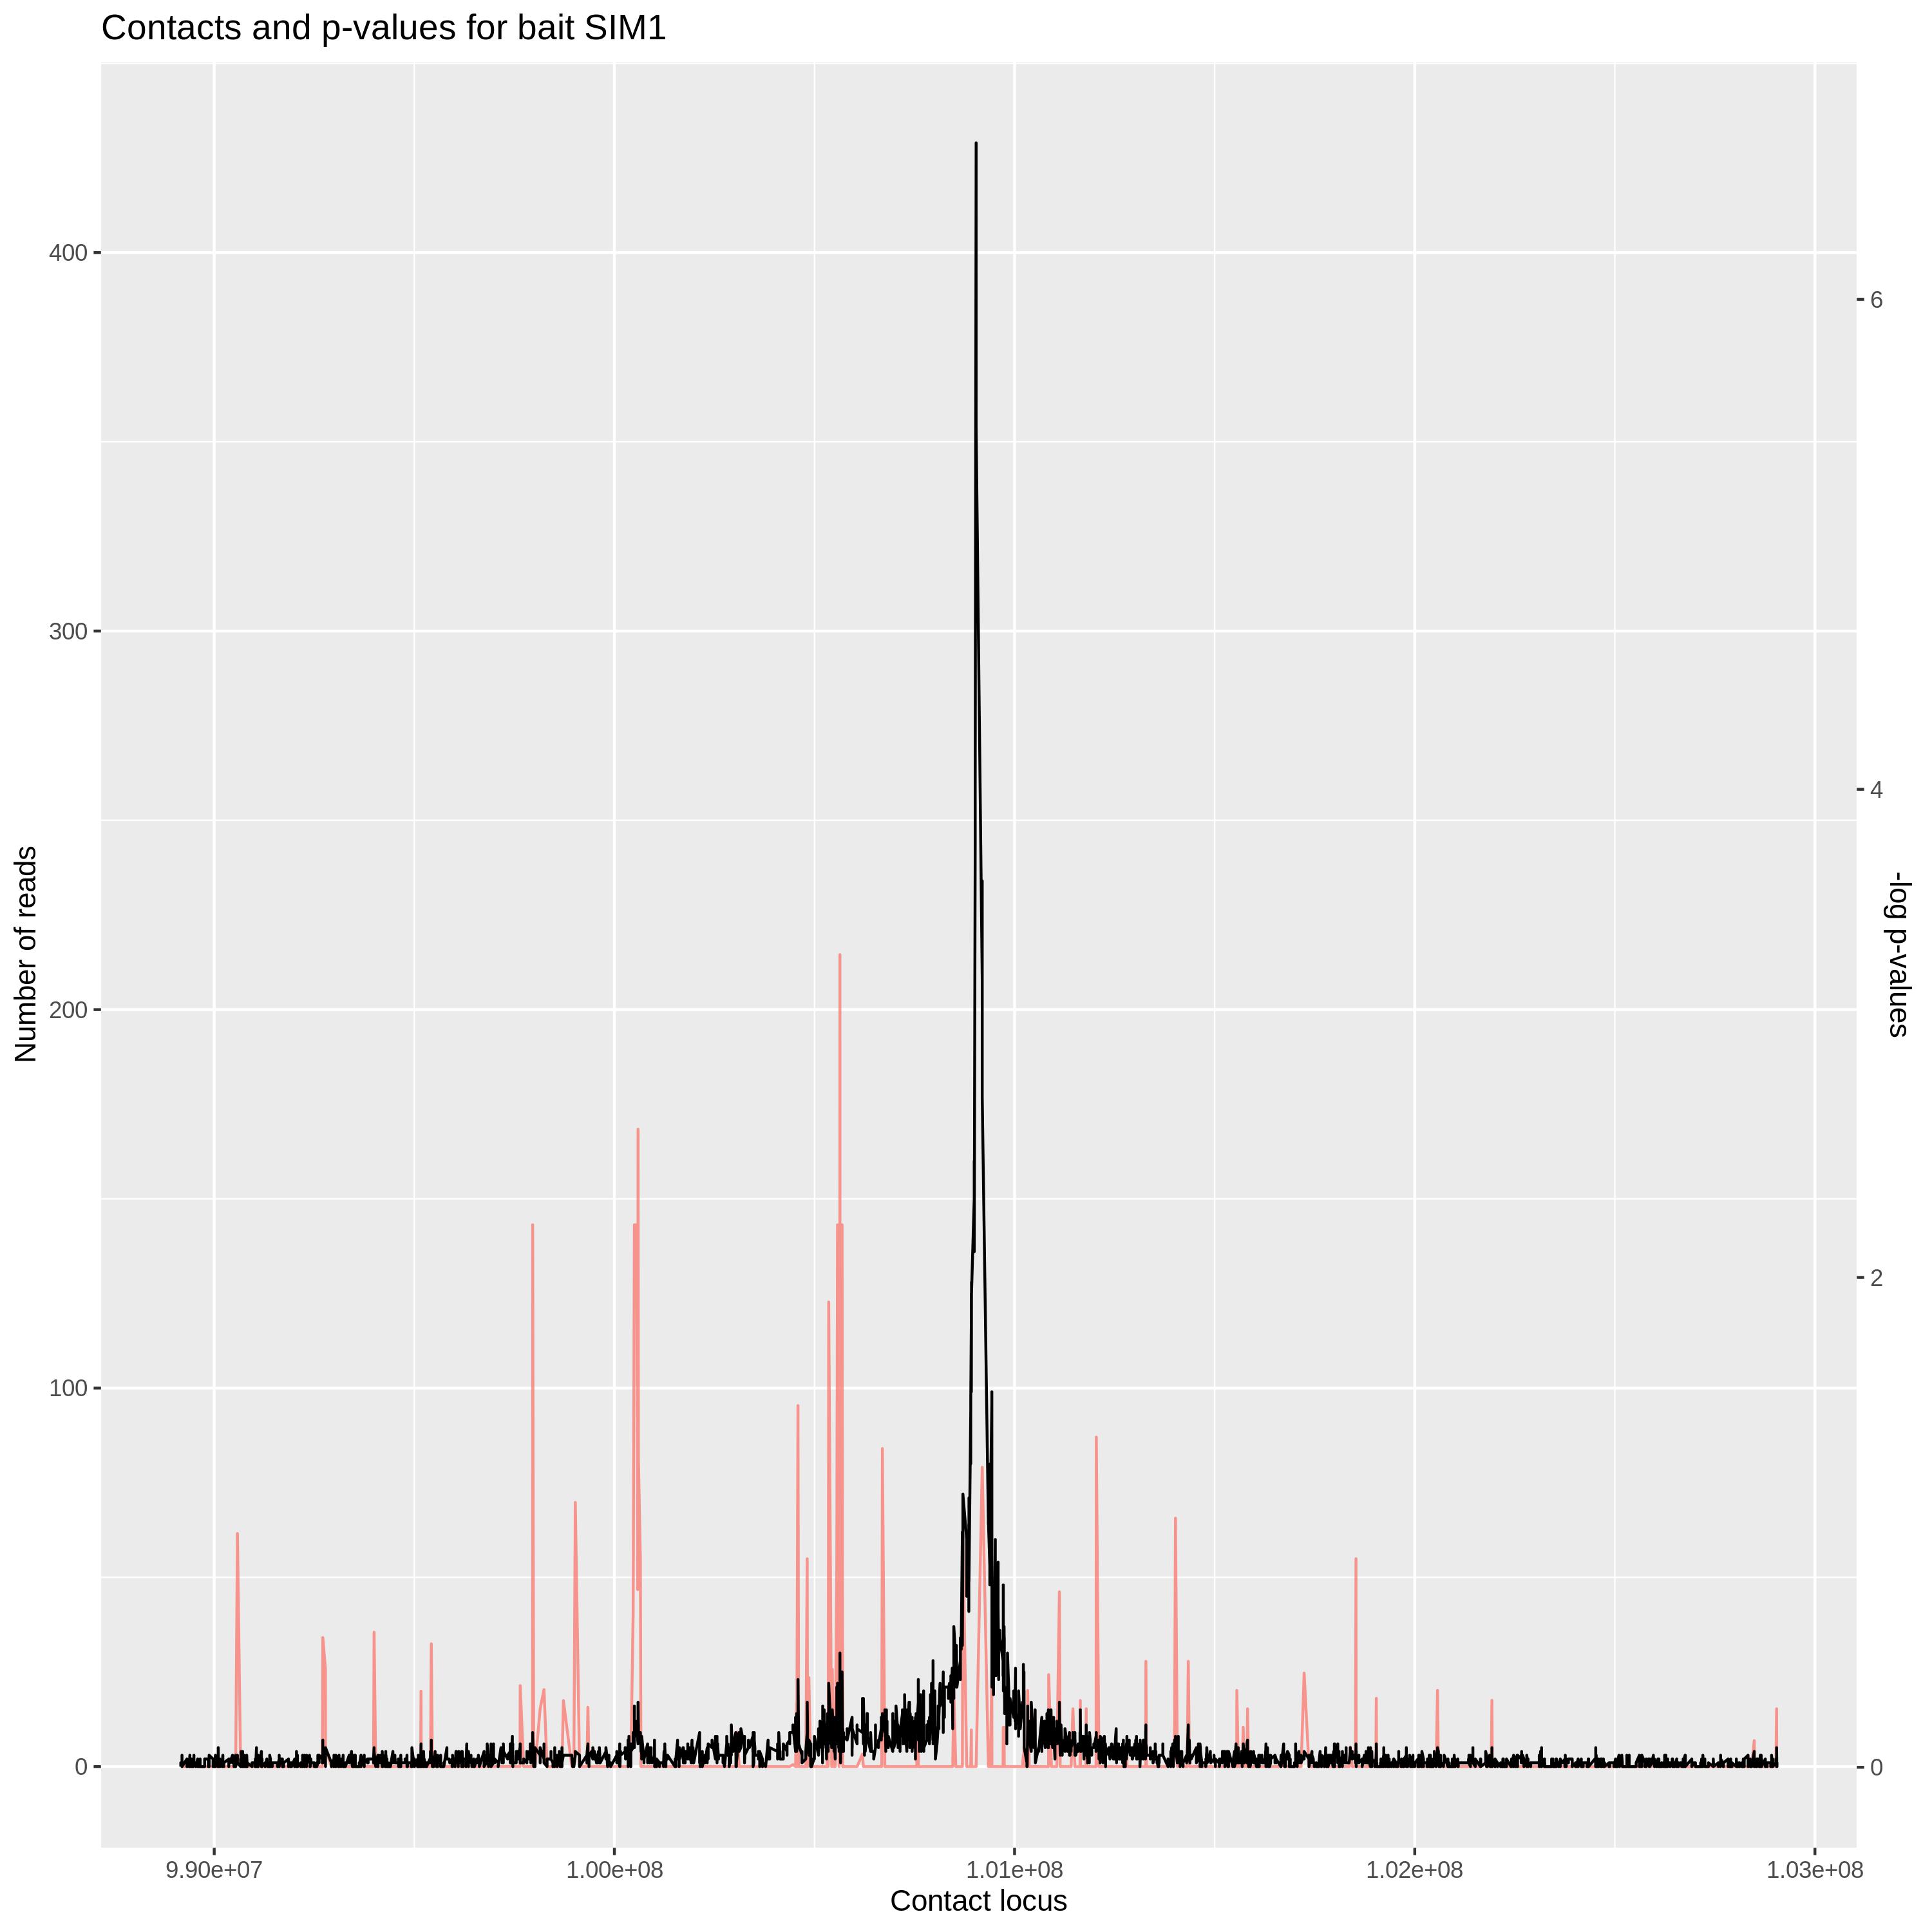 Contacts and p-values for bait SIM1
Number of reads
400
300
200
100
0
6
4
2
0
-log p-values
9.90e+07
1.00e+08
1.01e+08
1.02e+08
1.03e+08
Contact locus